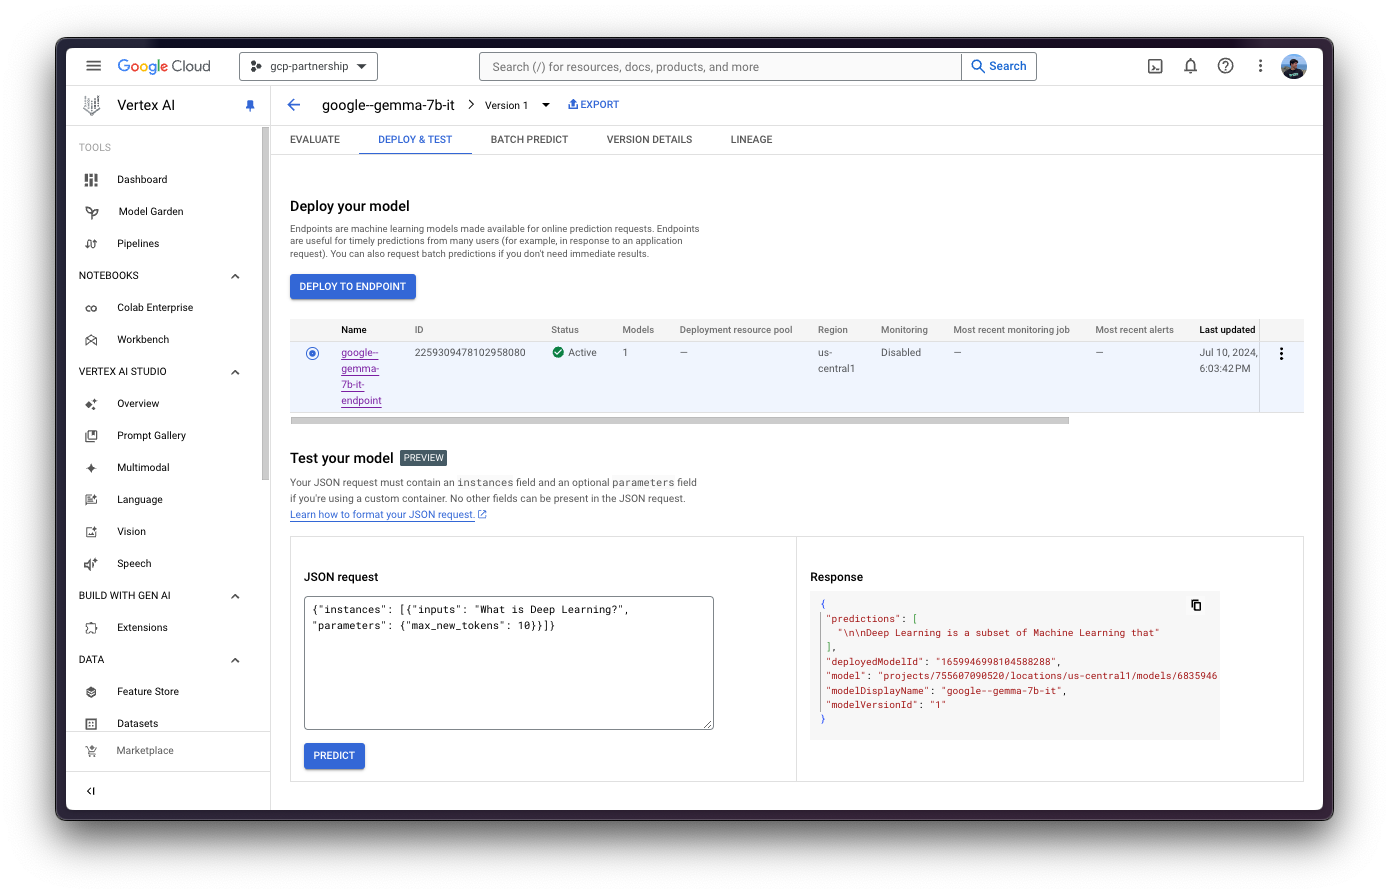 Google Cloud
gcp-partnership
Search (/) for resources, docs, products, and more
Search
Vertex AI
google--gemma-7b-it
Version 1
EXPORT
EVALUATE
DEPLOY & TEST
BATCH PREDICT
VERSION DETAILS
LINEAGE
TOOLS
Dashboard
Model Garden
Pipelines
NOTEBOOKS
Colab Enterprise
Workbench
VERTEX AI STUDIO
Overview
Prompt Gallery
Multimodal
Language
Vision
Speech
BUILD WITH GEN AI
Extensions
DATA
Feature Store
Datasets
Marketplace
Deploy your model
Endpoints are machine learning models made available for online prediction requests. Endpoints
are useful for timely predictions from many users (for example, in response to an application
request). You can also request batch predictions if you don't need immediate results.
DEPLOY TO ENDPOINT
Name ID Status Models Deployment resource pool Region Monitoring Most recent monitoring job Most recent alerts Last updated
google-- 2259309478102958080 Active 1 — us- Disabled — — Jul 10, 2024,
gemma- central1 6:03:42 PM
7b-it-
endpoint
Test your model PREVIEW
Your JSON request must contain an instances field and an optional parameters field
if you're using a custom container. No other fields can be present in the JSON request.
Learn how to format your JSON request.
JSON request
{"instances": [{"inputs": "What is Deep Learning?",
"parameters": {"max_new_tokens": 10}}]}
PREDICT
Response
{
"predictions": [
"\n\nDeep Learning is a subset of Machine Learning that"
],
"deployedModelId": "1659946998104588288",
"model": "projects/755607090520/locations/us-central1/models/6835946
"modelDisplayName": "google--gemma-7b-it",
"modelVersionId": "1"
}